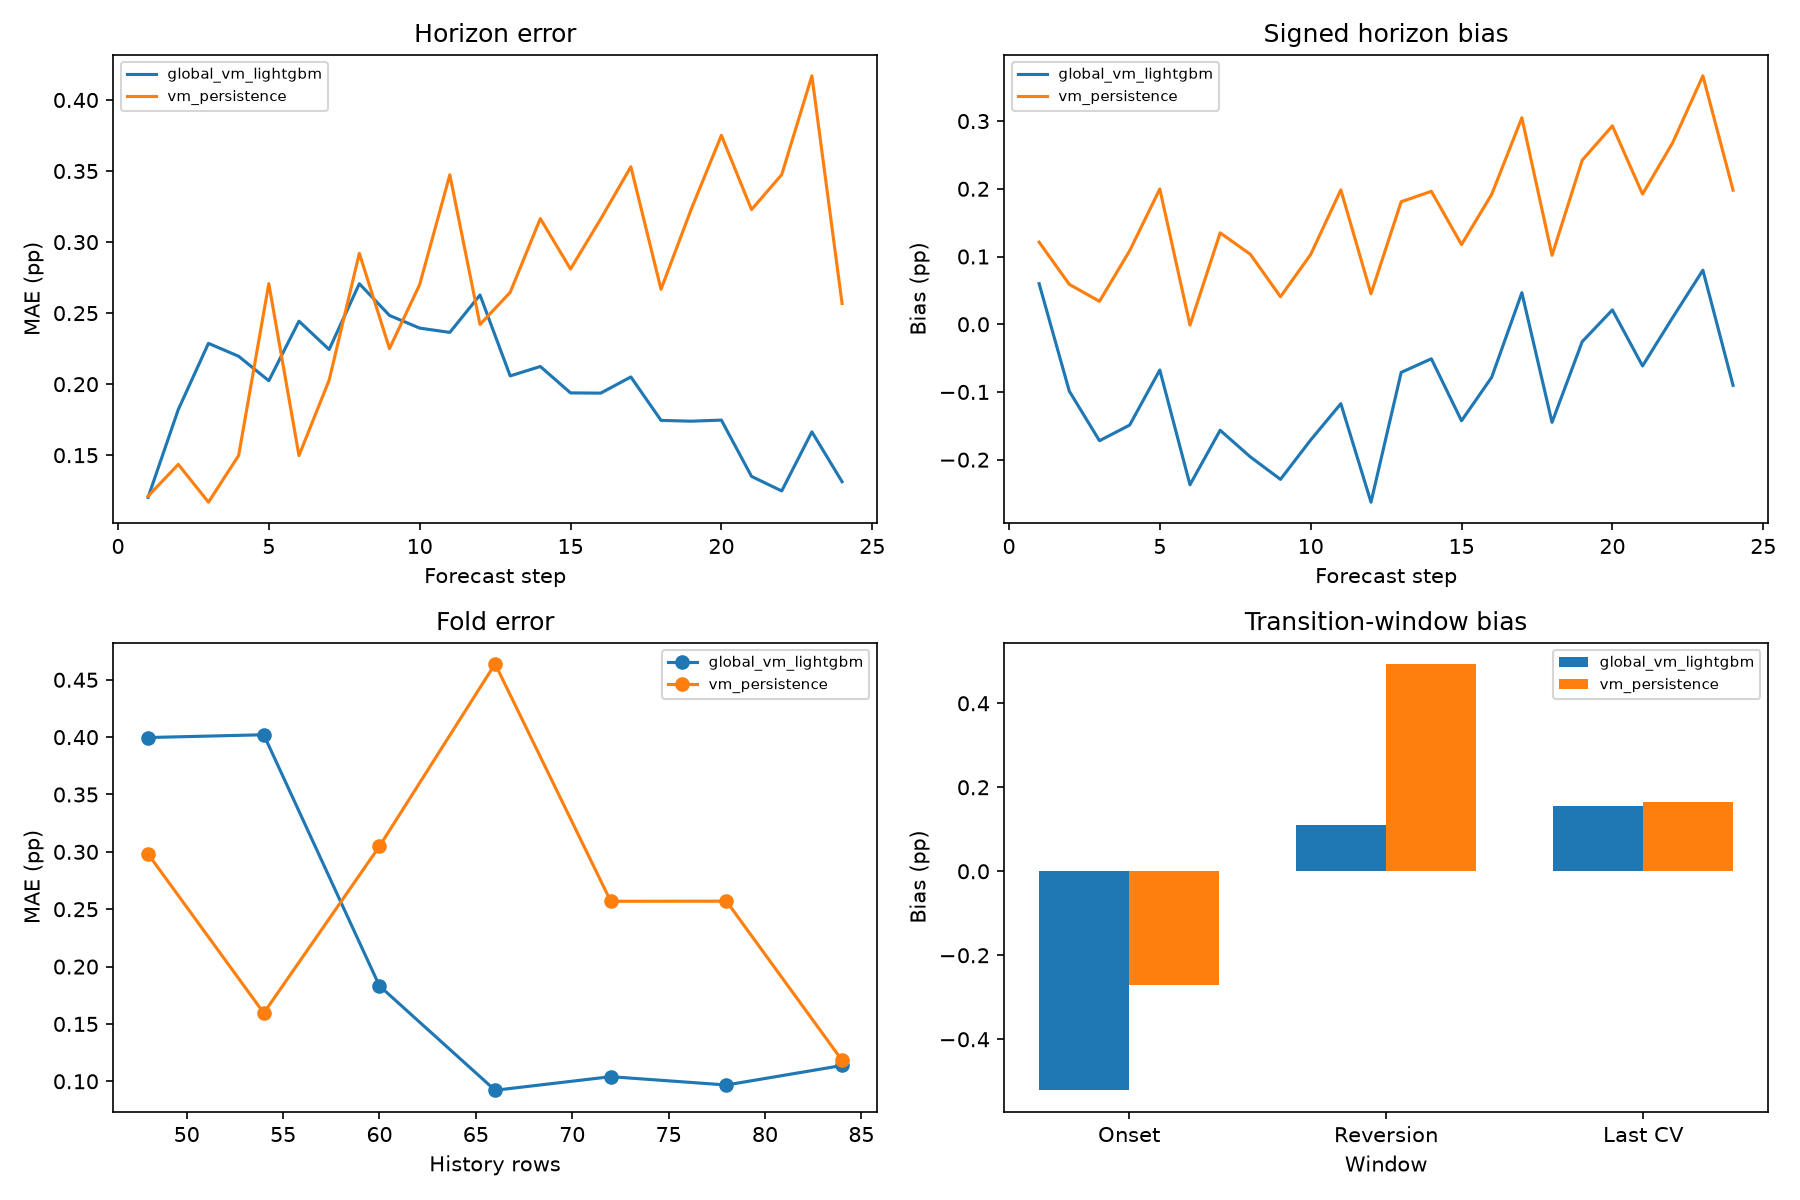 Horizon error
global_vm_lightgbm
vm_persistence
MAE (pp)
0.40
0.35
0.30
0.25
0.20
0.15
0 5 10 15 20 25
Forecast step
Signed horizon bias
global_vm_lightgbm
vm_persistence
Bias (pp)
0.3
0.2
0.1
0.0
−0.1
−0.2
0 5 10 15 20 25
Forecast step
Fold error
global_vm_lightgbm
vm_persistence
MAE (pp)
0.45
0.40
0.35
0.30
0.25
0.20
0.15
0.10
50 55 60 65 70 75 80 85
History rows
Transition-window bias
global_vm_lightgbm
vm_persistence
Bias (pp)
0.4
0.2
0.0
−0.2
−0.4
Onset Reversion Last CV
Window